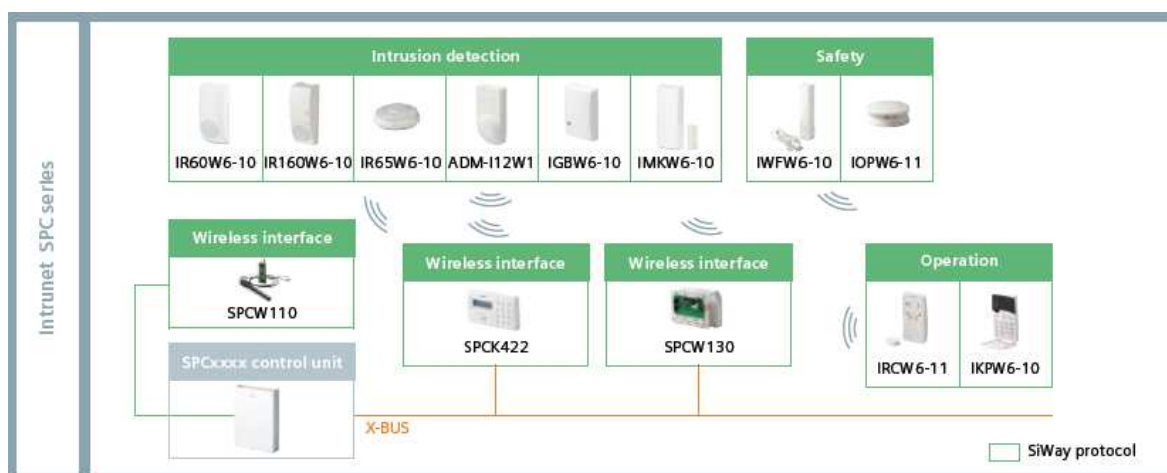 Intrunet SPC series
Intrusion detection
IR60W6-10 IR160W6-10 IR65W6-10 ADM-I12W1 IGBW6-10 IMKW6-10
Safety
IWFW6-10 IOPW6-11
Wireless interface
SPCW110
Wireless interface
SPCK422
Wireless interface
SPCW130
Operation
IRCW6-11 IKPW6-10
SPCxxxx control unit
X-BUS
SiWay protocol